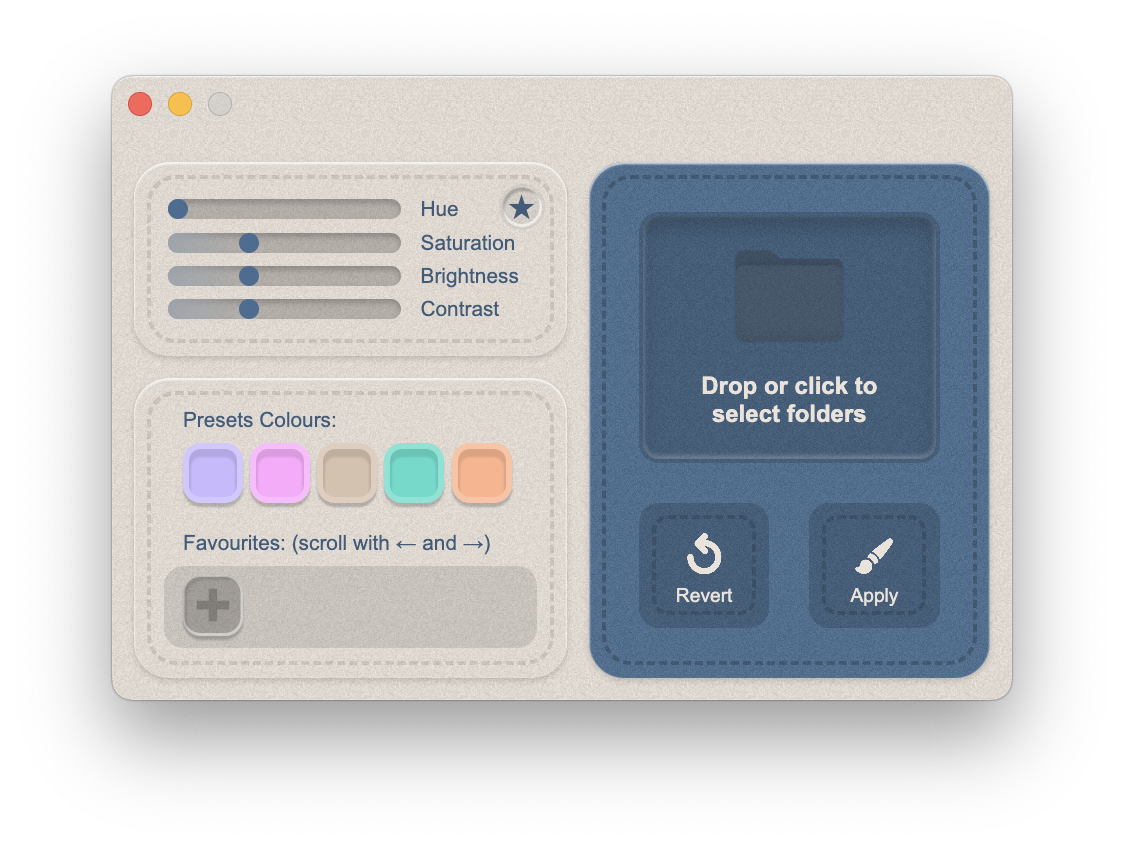 Hue
Saturation
Brightness
Contrast
Presets Colours:
Favourites: (scroll with ← and →)
Drop or click to
select folders
Revert
Apply